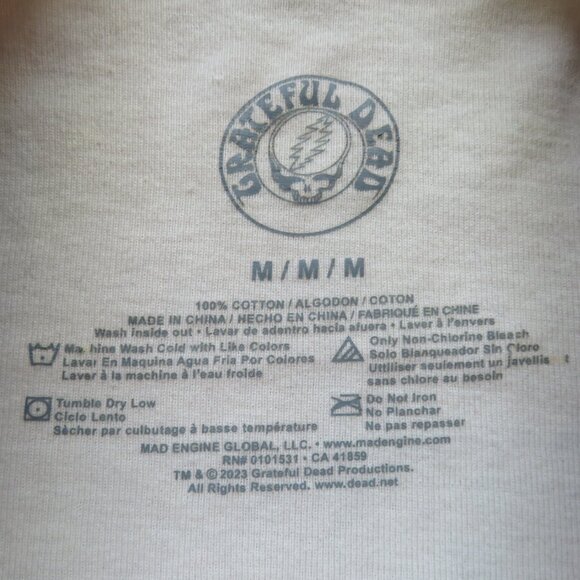 GRATEFUL DEAD
M / M / M
100% COTTON / ALGODON / COTON
MADE IN CHINA / HECHO EN CHINA / FABRIQUÉ EN CHINE
Wash inside out • Lavar de adentro hacia afuera • Laver à l'envers
Ma hine Wash Cold with Like Colors
Lavar En Maquina Agua Fria Por Colores
Laver à la machine à l'eau froide
Only Non-Chlorine Bleach
Solo Blanqueador Sin Cloro
Utiliser seulement un javellis t
sans chlore au besoin
Tumble Dry Low
Ciclo Lento
Sècher par culbutage à basse température
Do Not Iron
No Planchar
Ne pas repasser
MAD ENGINE GLOBAL, LLC. • www.madengine.com
RN# 0101531 • CA 41859
TM & © 2023 Grateful Dead Productions.
All Rights Reserved. www.dead.net